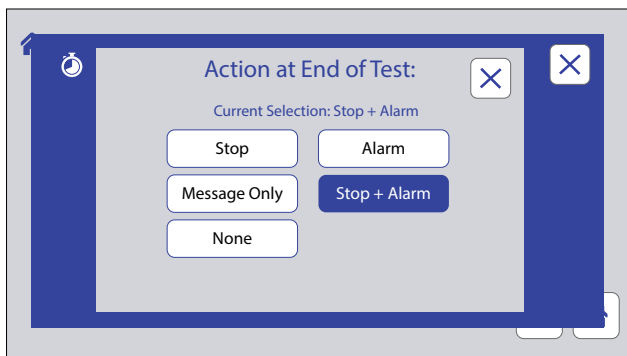 Action at End of Test:
Current Selection: Stop + Alarm
Stop
Alarm
Message Only
Stop + Alarm
None